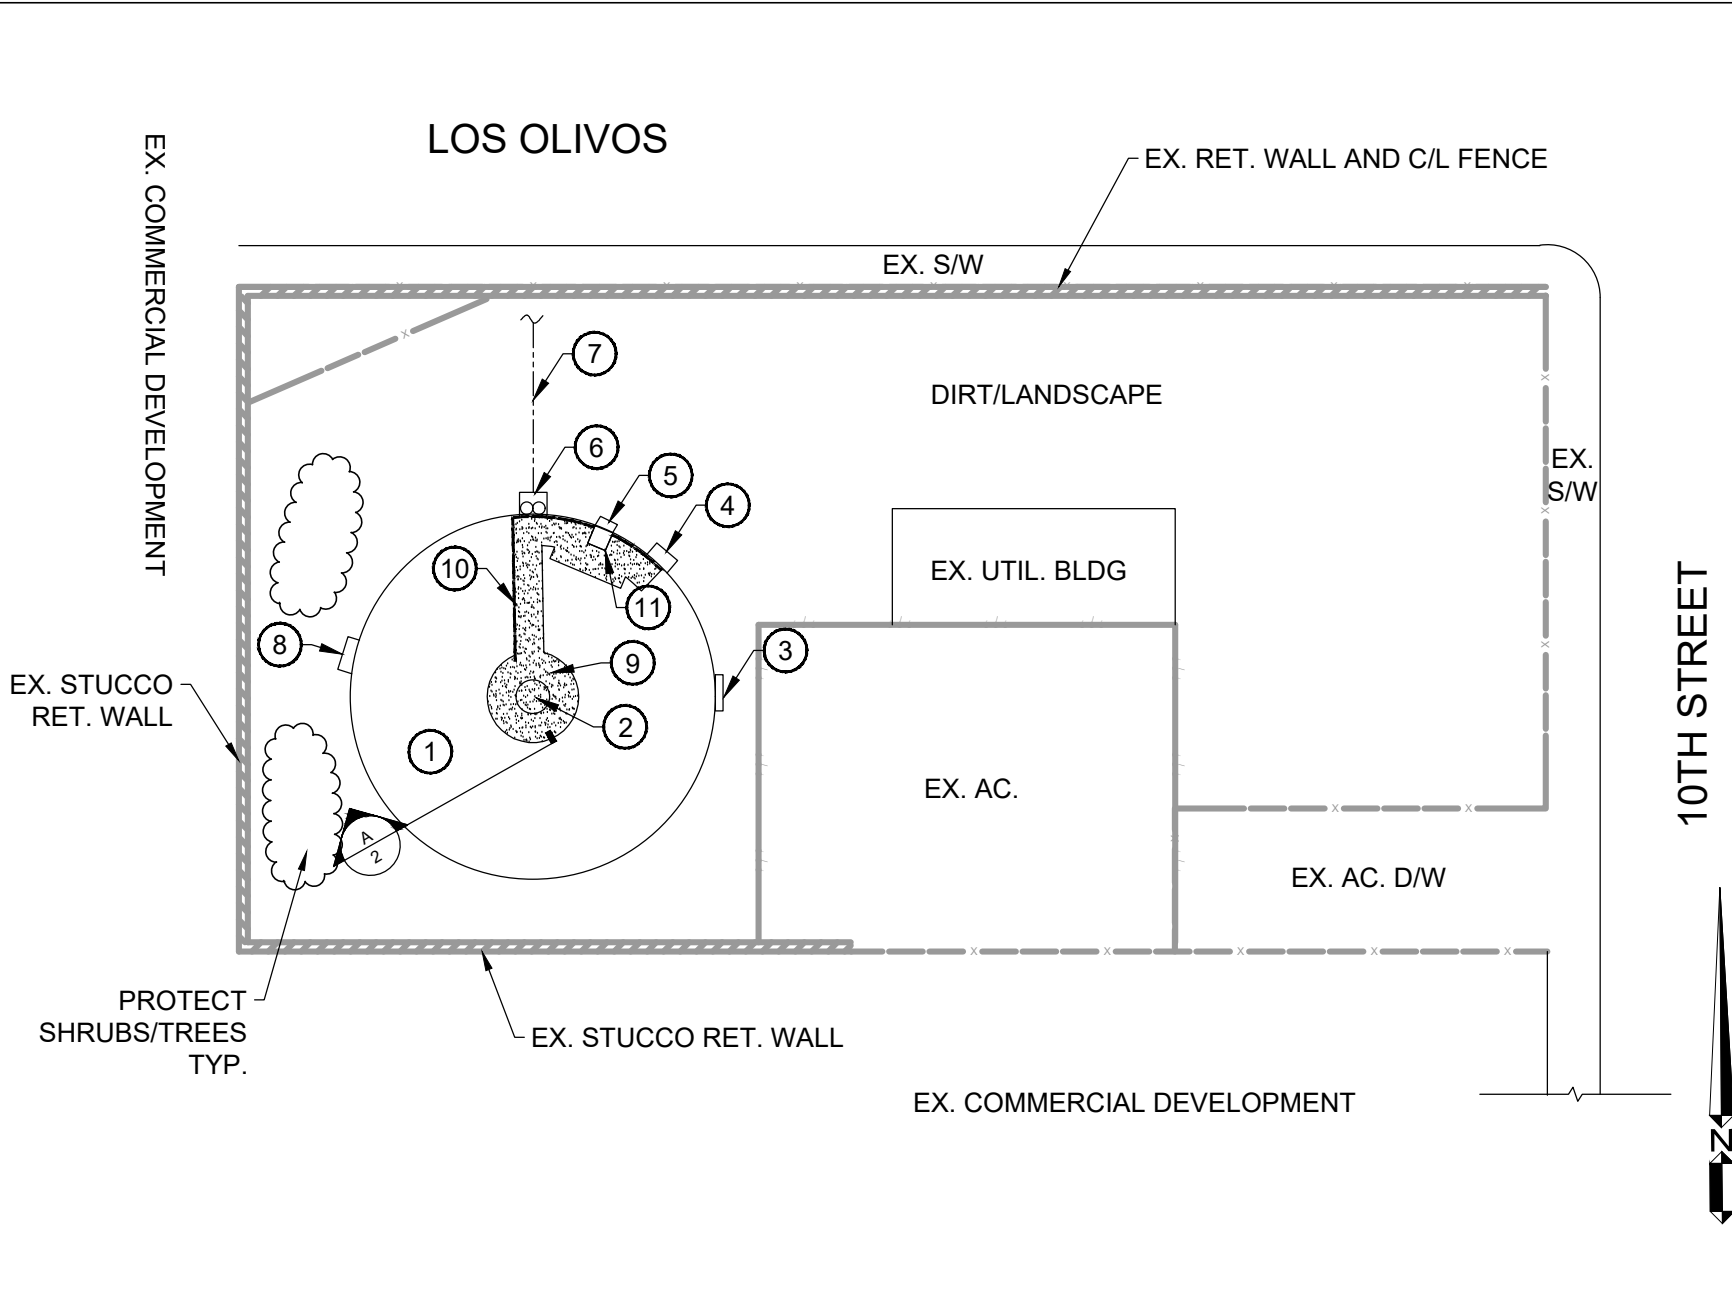 LOS OLIVOS
EX. COMMERCIAL DEVELOPMENT
EX. RET. WALL AND C/L FENCE
EX. S/W
7
DIRT/LANDSCAPE
6
5
4
EX.
S/W
10
EX. UTIL. BLDG
11
8
9
3
EX. STUCCO
RET. WALL
2
1
10TH STREET
EX. AC.
A
2
EX. AC. D/W
PROTECT
SHRUBS/TREES
TYP.
EX. STUCCO RET. WALL
EX. COMMERCIAL DEVELOPMENT
N